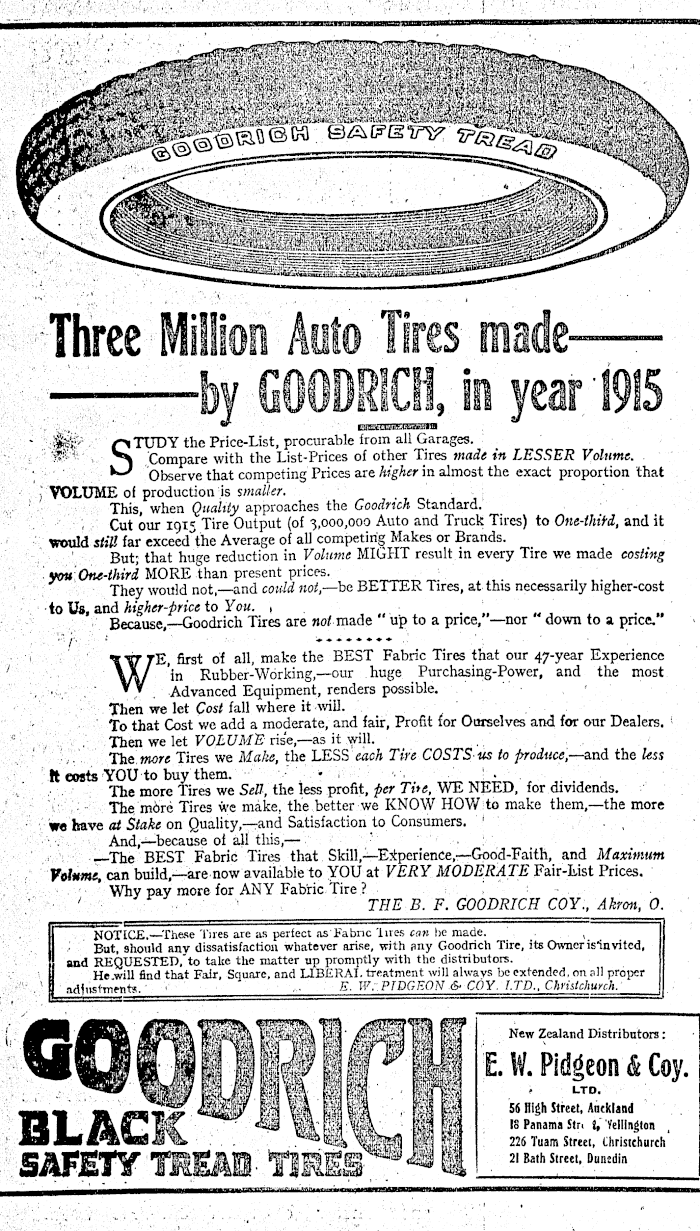 GOODRICH SAFETY TREAD
Three Million Auto Tires made—
—by GOODRICH, in year 1915
STUDY the Price-List, procurable from all Garages.
Compare with the List-Prices of other Tires made in LESSER Volume.
Observe that competing Prices are higher in almost the exact proportion that
VOLUME of production is smaller.
This, when Quality approaches the Goodrich Standard.
Cut our 1915 Tire Output (of 3,000,000 Auto and Truck Tires) to One-third, and it
would still far exceed the Average of all competing Makes or Brands.
But; that huge reduction in Volume MIGHT result in every Tire we made costing
you One-third MORE than present prices.
They would not,—and could not,—be BETTER Tires, at this necessarily higher-cost
to Us, and higher-price to You.
Because,—Goodrich Tires are not made "up to a price,"—nor "down to a price."
WE, first of all, make the BEST Fabric Tires that our 47-year Experience
in Rubber-Working,—our huge Purchasing-Power, and the most
Advanced Equipment, renders possible.
Then we let Cost fall where it will.
To that Cost we add a moderate, and fair, Profit for Ourselves and for our Dealers.
Then we let VOLUME rise,—as it will.
The more Tires we Make, the LESS each Tire COSTS us to produce,—and the less
it costs YOU to buy them.
The more Tires we Sell, the less profit, per Tire, WE NEED, for dividends.
The more Tires we make, the better we KNOW HOW to make them,—the more
we have at Stake on Quality,—and Satisfaction to Consumers.
And,—because of all this,—
—The BEST Fabric Tires that Skill,—Experience,—Good-Faith, and Maximum
Volume, can build,—are now available to YOU at VERY MODERATE Fair-List Prices.
Why pay more for ANY Fabric Tire?
THE B. F. GOODRICH COY., Akron, O.
NOTICE.—These Tires are as perfect as Fabric Tires can be made.
But, should any dissatisfaction whatever arise, with any Goodrich Tire, its Owner is invited,
and REQUESTED, to take the matter up promptly with the distributors.
He will find that Fair, Square, and LIBERAL treatment will always be extended, on all proper
adjustments. E. W. PIDGEON & COY. LTD., Christchurch.
GOODRICH
BLACK
SAFETY TREAD TIRES
New Zealand Distributors:
E. W. Pidgeon & Coy.
LTD.
56 High Street, Auckland
18 Panama
226 Tuam Street, Christchurch
21 Bath Street, Dunedin